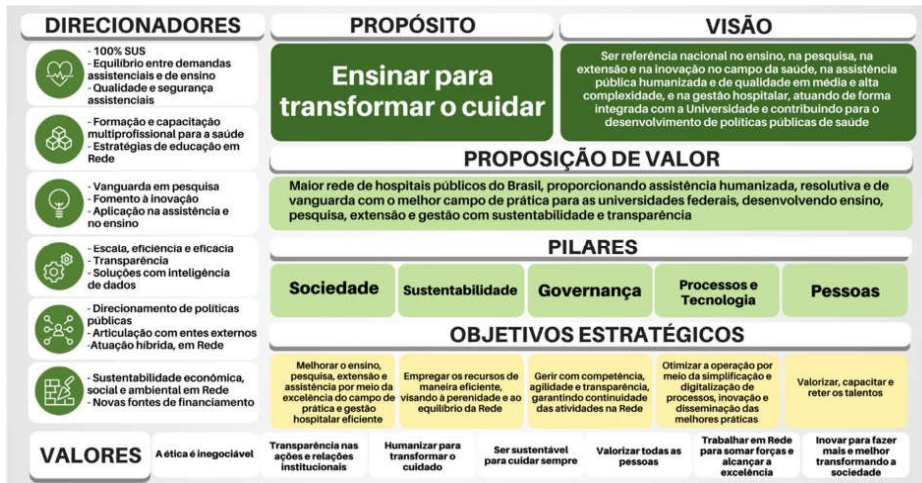 DIRECIONADORES
- 100% SUS
- Equilíbrio entre demandas
assistenciais e de ensino
- Qualidade e segurança
assistenciais
- Formação e capacitação
multiprofissional para a saúde
- Estratégias de educação em
Rede
- Vanguarda em pesquisa
- Fomento à inovação
- Aplicação na assistência e
no ensino
- Escala, eficiência e eficácia
- Transparência
- Soluções com inteligência
de dados
- Direcionamento de políticas
públicas
- Articulação com entes externos
-Atuação híbrida, em Rede
- Sustentabilidade econômica,
social e ambiental em Rede
- Novas fontes de financiamento
PROPÓSITO
Ensinar para
transformar o cuidar
VISÃO
Ser referência nacional no ensino, na pesquisa, na
extensão e na inovação no campo da saúde, na assistência
pública humanizada e de qualidade em média e alta
complexidade, e na gestão hospitalar, atuando de forma
integrada com a Universidade e contribuindo para o
desenvolvimento de políticas públicas de saúde
PROPOSIÇÃO DE VALOR
Maior rede de hospitais públicos do Brasil, proporcionando assistência humanizada, resolutiva e de
vanguarda com o melhor campo de prática para as universidades federais, desenvolvendo ensino,
pesquisa, extensão e gestão com sustentabilidade e transparência
PILARES
Sociedade
Sustentabilidade
Governança
Processos e
Tecnologia
Pessoas
OBJETIVOS ESTRATÉGICOS
Melhorar o ensino,
pesquisa, extensão e
assistência por meio da
excelência do campo de
prática e gestão
hospitalar eficiente
Empregar os recursos de
maneira eficiente,
visando à perenidade e ao
equilíbrio da Rede
Gerir com competência,
agilidade e transparência,
garantindo continuidade
das atividades na Rede
Otimizar a operação por
meio da simplificação e
digitalização de
processos, inovação e
disseminação das
melhores práticas
Valorizar, capacitar e
reter os talentos
VALORES
A ética é inegociável
Transparência nas
ações e relações
institucionais
Humanizar para
transformar o
cuidado
Ser sustentável
para cuidar sempre
Valorizar todas as
pessoas
Trabalhar em Rede
para somar forças e
alcançar a
excelência
Inovar para fazer
mais e melhor
transformando a
sociedade